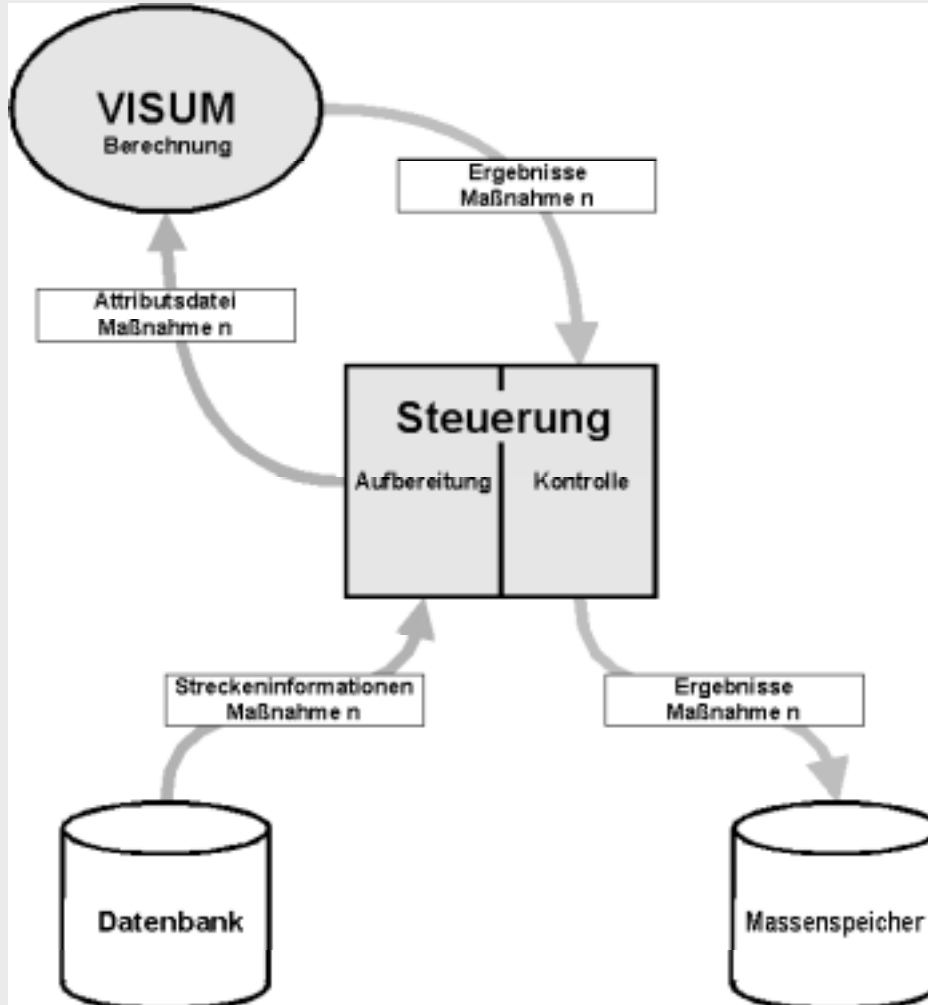 VISUM
Berechnung
Ergebnisse
Maßnahme n
Attributsdatei
Maßnahme n
Steuerung
Aufbereitung
Kontrolle
Streckeninformationen
Maßnahme n
Ergebnisse
Maßnahme n
Datenbank
Massenspeicher